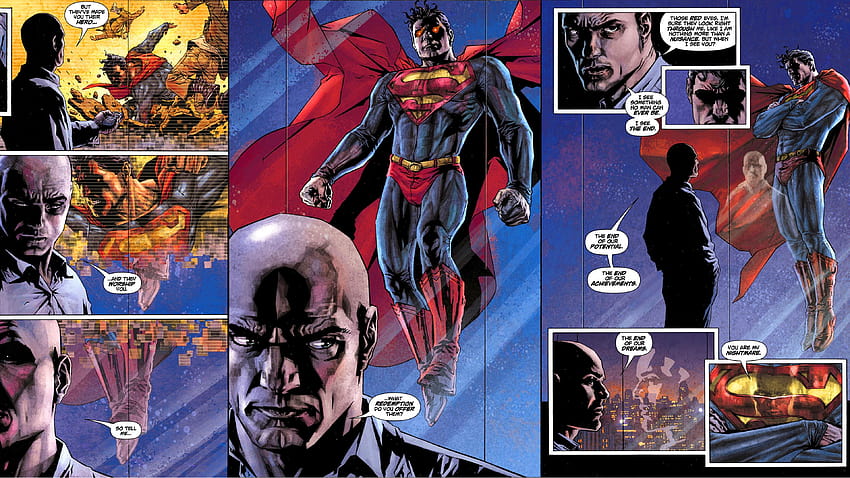 BUT
THEY'VE MADE
YOU THEIR
HERO...
...AND THEY
WORSHIP
YOU.
SO TELL
ME...
...WHAT
REDEMPTION
DO YOU OFFER
THEM?
THOSE RED EYES. I'M
SURE THEY LOOK RIGHT
THROUGH ME, LIKE I AM
NOTHING MORE THAN A
NUISANCE. BUT WHEN
I SEE YOU?
I SEE
SOMETHING
NO MAN CAN
EVER BE.
I SEE
THE END.
THE END
OF OUR
POTENTIAL.
THE END
OF OUR
ACHIEVEMENTS.
THE END
OF OUR
DREAMS.
YOU ARE MY
NIGHTMARE.